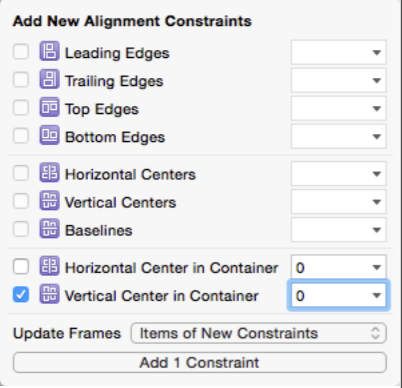 Add New Alignment Constraints
Leading Edges
Trailing Edges
Top Edges
Bottom Edges
Horizontal Centers
Vertical Centers
Baselines
Horizontal Center in Container 0
Vertical Center in Container 0
Update Frames Items of New Constraints
Add 1 Constraint